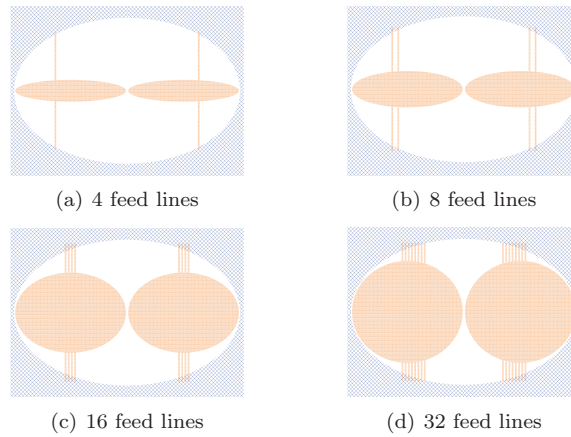 (a) 4 feed lines
(b) 8 feed lines
(c) 16 feed lines
(d) 32 feed lines